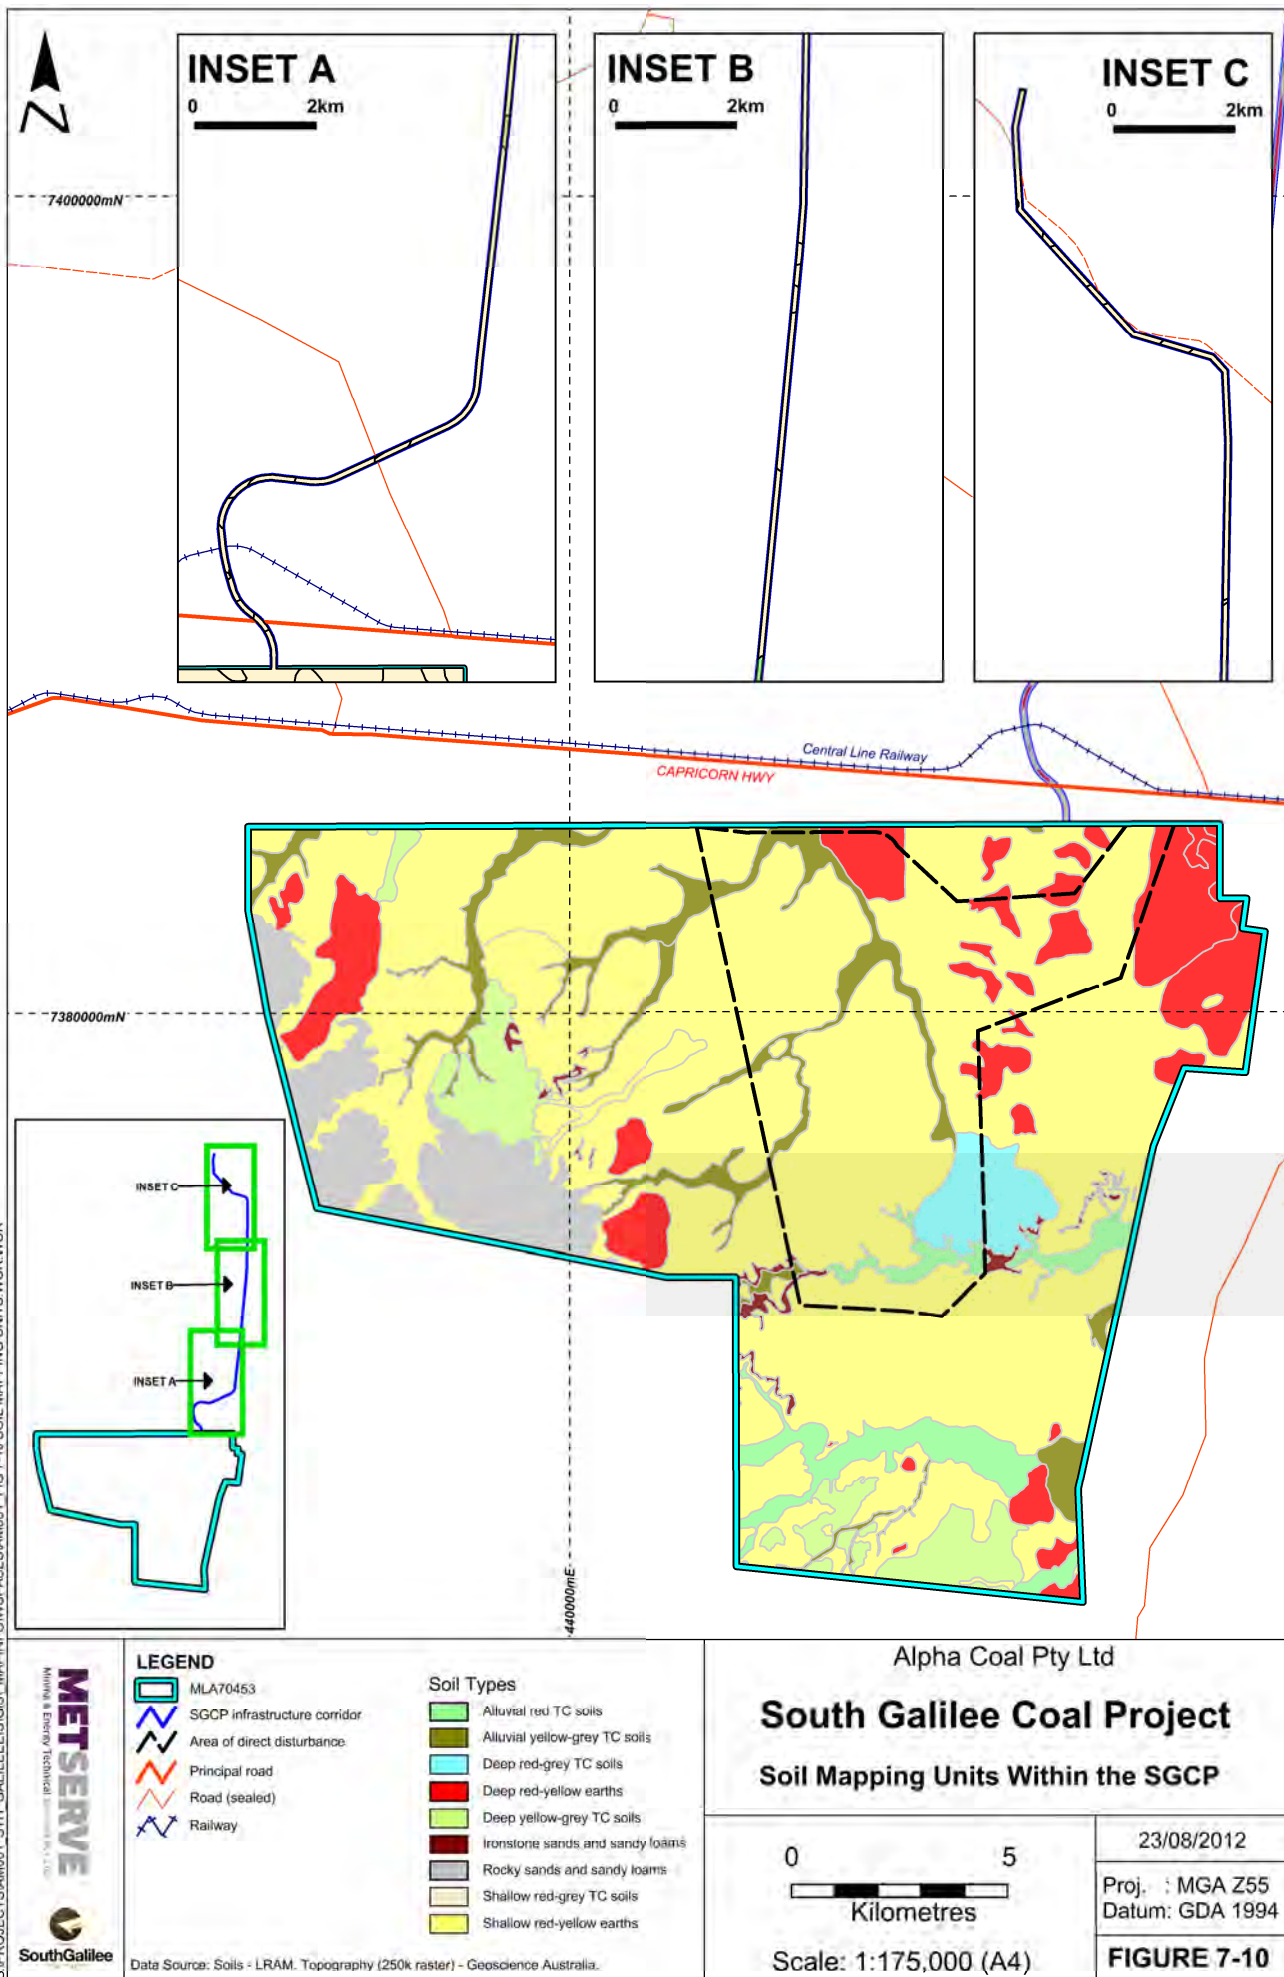 INSET A
0 2km
INSET B
0 2km
INSET C
0 2km
7400000mN
Central Line Railway
CAPRICORN HWY
7380000mN
INSET C
INSET B
INSET A
440000mE
METSERVE
Mining & Energy Technical
SouthGalilee
LEGEND
MLA70453
SGCP infrastructure corridor
Area of direct disturbance
Principal road
Road (sealed)
Railway
Soil Types
Alluvial red TC soils
Alluvial yellow-grey TC soils
Deep red-grey TC soils
Deep red-yellow earths
Deep yellow-grey TC soils
Ironstone sands and sandy loams
Rocky sands and sandy loams
Shallow red-grey TC soils
Shallow red-yellow earths
Data Source: Soils - LRAM. Topography (250k raster) - Geoscience Australia.
Alpha Coal Pty Ltd
South Galilee Coal Project
Soil Mapping Units Within the SGCP
0 5
Kilometres
Scale: 1:175,000 (A4)
23/08/2012
Proj. : MGA Z55
Datum: GDA 1994
FIGURE 7-10